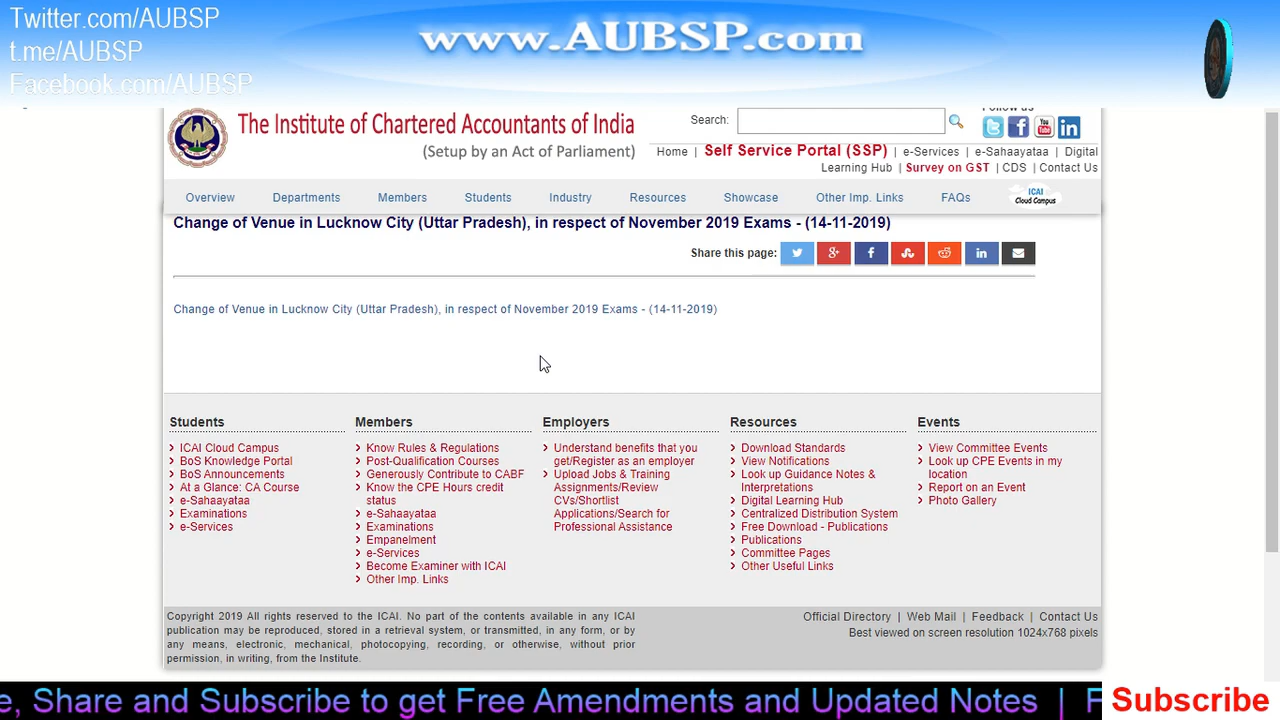 Twitter.com/AUBSP
t.me/AUBSP
Facebook.com/AUBSP
www.AUBSP.com
The Institute of Chartered Accountants of India
(Setup by an Act of Parliament)
Search:
Follow us
You Tube
Home | Self Service Portal (SSP) | e-Services | e-Sahaayataa | Digital
Learning Hub | Survey on GST | CDS | Contact Us
Overview Departments Members Students Industry Resources Showcase Other Imp. Links FAQs ICAI Cloud Campus
Change of Venue in Lucknow City (Uttar Pradesh), in respect of November 2019 Exams - (14-11-2019)
Share this page:
Change of Venue in Lucknow City (Uttar Pradesh), in respect of November 2019 Exams - (14-11-2019)
Students
ICAI Cloud Campus
BoS Knowledge Portal
BoS Announcements
At a Glance: CA Course
e-Sahaayataa
Examinations
e-Services
Members
Know Rules & Regulations
Post-Qualification Courses
Generously Contribute to CABF
Know the CPE Hours credit
status
e-Sahaayataa
Examinations
Empanelment
e-Services
Become Examiner with ICAI
Other Imp. Links
Employers
Understand benefits that you
get/Register as an employer
Upload Jobs & Training
Assignments/Review
CVs/Shortlist
Applications/Search for
Professional Assistance
Resources
Download Standards
View Notifications
Look up Guidance Notes &
Interpretations
Digital Learning Hub
Centralized Distribution System
Free Download - Publications
Publications
Committee Pages
Other Useful Links
Events
View Committee Events
Look up CPE Events in my
location
Report on an Event
Photo Gallery
Copyright 2019 All rights reserved to the ICAI. No part of the contents available in any ICAI
publication may be reproduced, stored in a retrieval system, or transmitted, in any form, or by
any means, electronic, mechanical, photocopying, recording, or otherwise, without prior
permission, in writing, from the Institute.
Official Directory | Web Mail | Feedback | Contact Us
Best viewed on screen resolution 1024x768 pixels
e, Share and Subscribe to get Free Amendments and Updated Notes | F
Subscribe